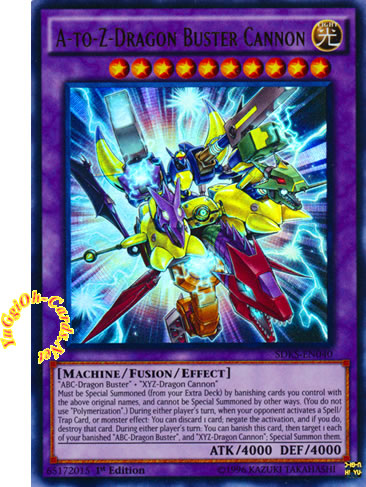 A-to-Z-Dragon Buster Cannon
LIGHT
光
YuGiOh-Cards.Net
SDKS-EN040
[Machine/Fusion/Effect]
"ABC-Dragon Buster" + "XYZ-Dragon Cannon"
Must be Special Summoned (from your Extra Deck) by banishing cards you control with
the above original names, and cannot be Special Summoned by other ways. (You do not
use "Polymerization".) During either player's turn, when your opponent activates a Spell/
Trap Card, or monster effect: You can discard 1 card; negate the activation, and if you do,
destroy that card. During either player's turn: You can banish this card, then target 1 each
of your banished "ABC-Dragon Buster", and "XYZ-Dragon Cannon"; Special Summon them.
ATK/4000 DEF/4000
65172015 1st Edition
©1996 KAZUKI TAKAHASHI